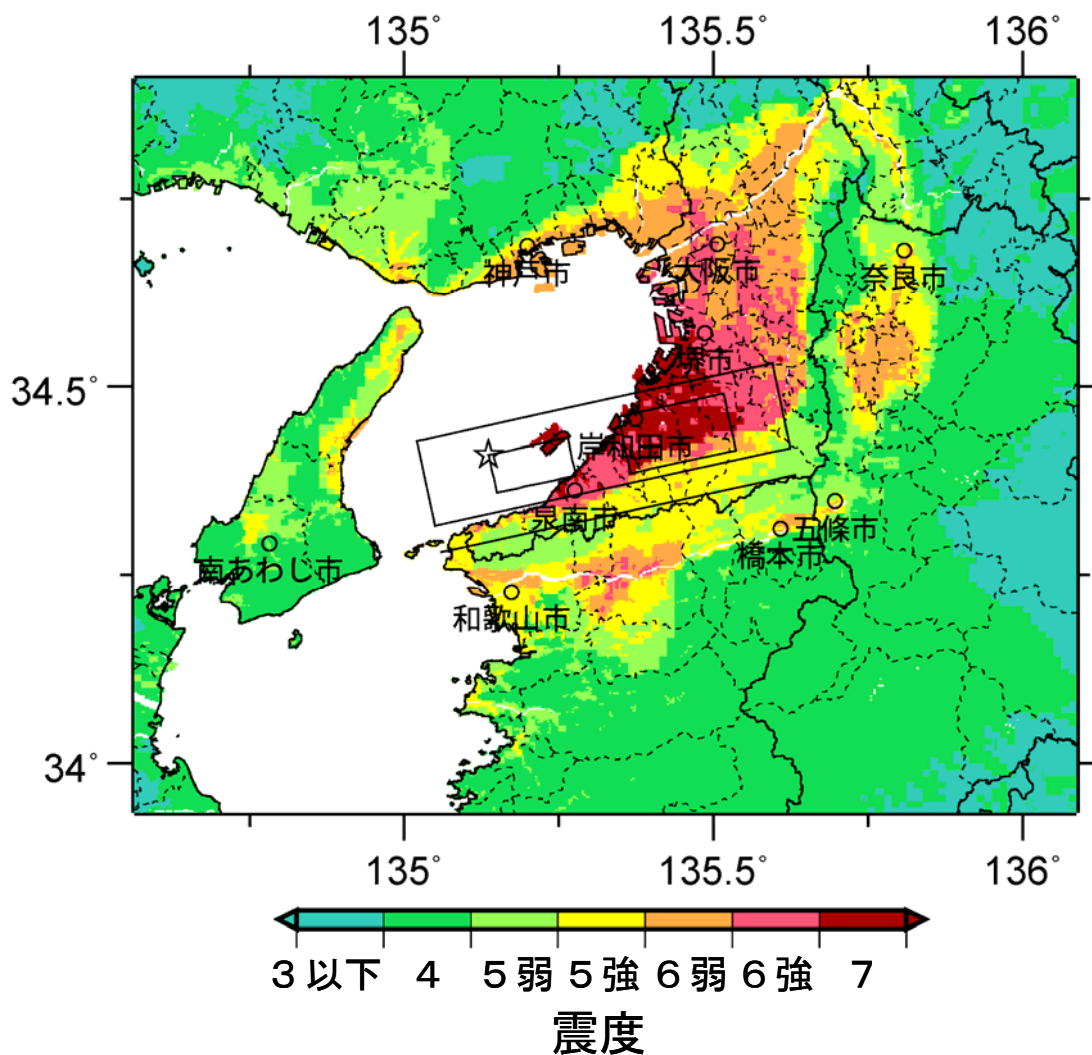 135° 135.5° 136°
神戸市
大阪市
奈良市
堺市
34.5°
岸和田市
泉南市
五條市
橋本市
南あわじ市
和歌山市
34°
135° 135.5° 136°
3以下 4 5弱 5強 6弱 6強 7
震度